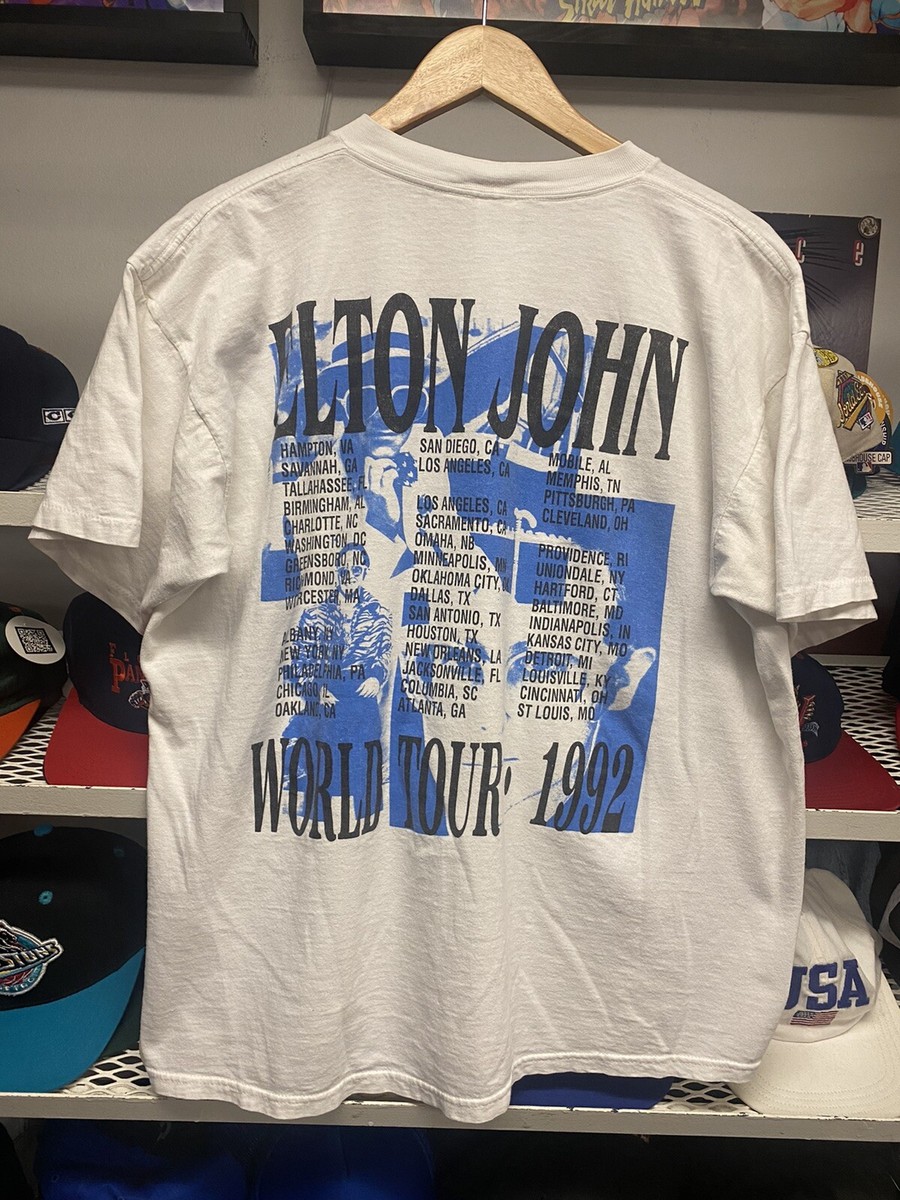 ELTON JOHN
HAMPTON, VA
SAVANNAH, GA
TALLAHASSEE, FL
BIRMINGHAM, AL
CHARLOTTE, NC
WASHINGTON, DC
GREENSBORO, NC
RICHMOND, VA
WORCESTER, MA
ALBANY, NY
NEW YORK, NY
PHILADELPHIA, PA
CHICAGO, IL
OAKLAND, CA
SAN DIEGO, CA
LOS ANGELES, CA
LOS ANGELES, CA
SACRAMENTO, CA
OMAHA, NB
MINNEAPOLIS, MN
OKLAHOMA CITY,
DALLAS, TX
SAN ANTONIO, TX
HOUSTON, TX
NEW ORLEANS, LA
JACKSONVILLE, FL
COLUMBIA, SC
ATLANTA, GA
MOBILE, AL
MEMPHIS, TN
PITTSBURGH, PA
CLEVELAND, OH
PROVIDENCE, RI
UNIONDALE, NY
HARTFORD, CT
BALTIMORE, MD
INDIANAPOLIS, IN
KANSAS CITY, MO
DETROIT, MI
LOUISVILLE, KY
CINCINNATI, OH
ST LOUIS, MO
WORLD TOUR: 1992
USA